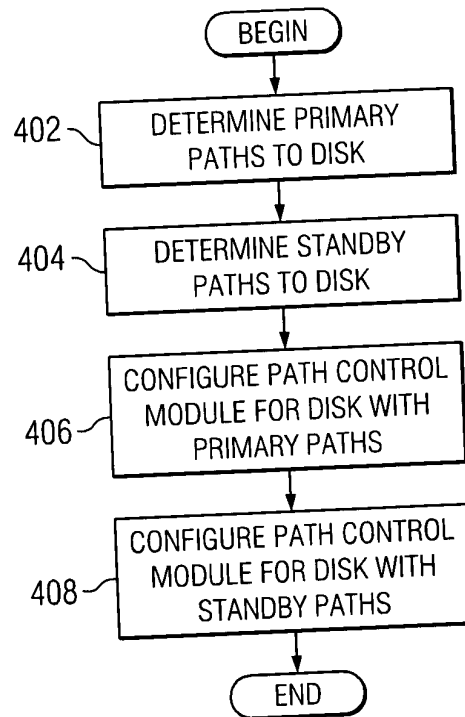 BEGIN
402
DETERMINE PRIMARY
PATHS TO DISK
404
DETERMINE STANDBY
PATHS TO DISK
406
CONFIGURE PATH CONTROL
MODULE FOR DISK WITH
PRIMARY PATHS
408
CONFIGURE PATH CONTROL
MODULE FOR DISK WITH
STANDBY PATHS
END